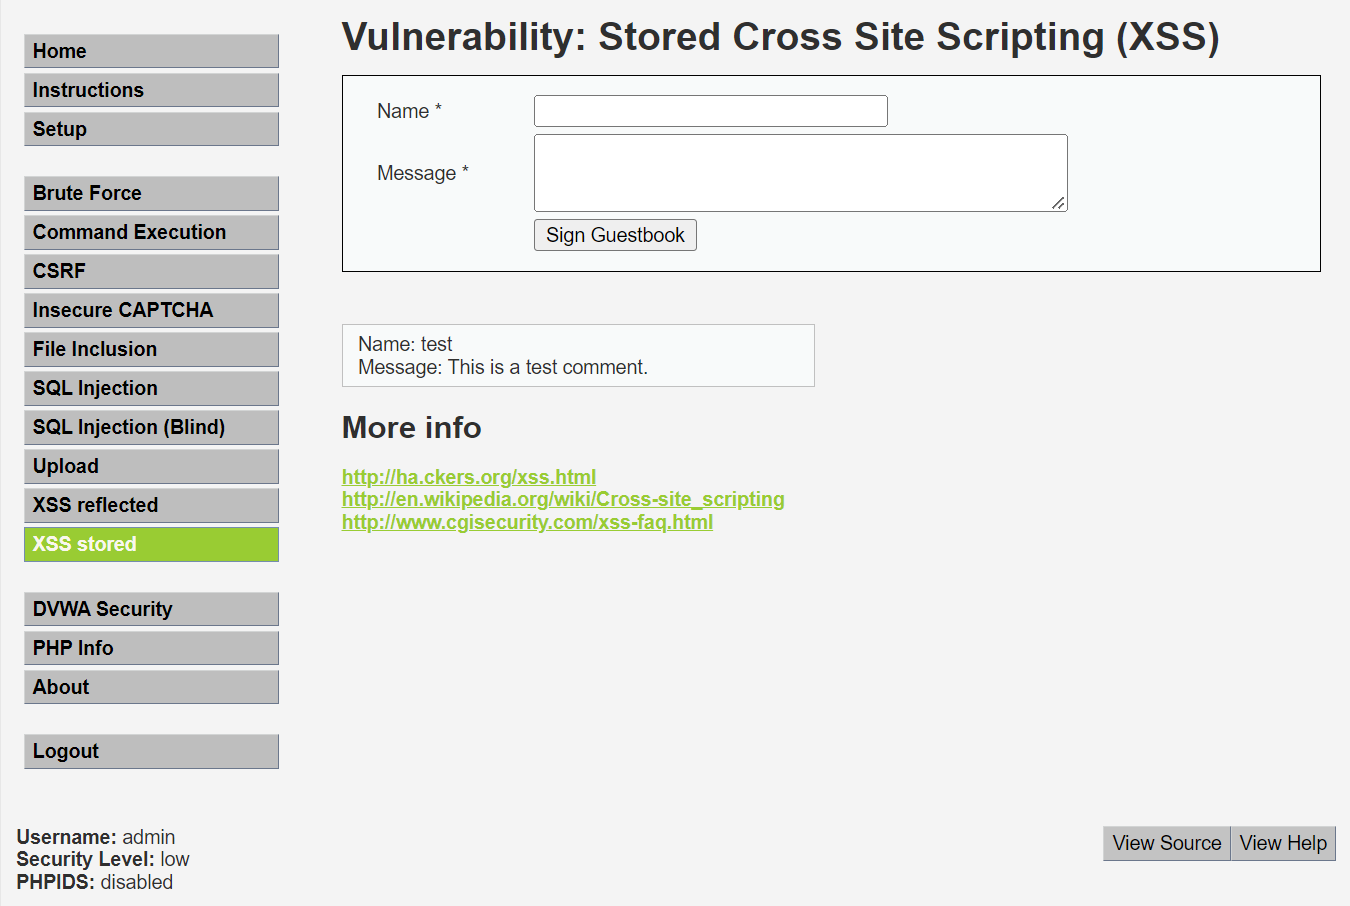 Home
Instructions
Setup
Brute Force
Command Execution
CSRF
Insecure CAPTCHA
File Inclusion
SQL Injection
SQL Injection (Blind)
Upload
XSS reflected
XSS stored
DVWA Security
PHP Info
About
Logout
Vulnerability: Stored Cross Site Scripting (XSS)
Name *
Message *
Sign Guestbook
Name: test
Message: This is a test comment.
More info
http://ha.ckers.org/xss.html
http://en.wikipedia.org/wiki/Cross-site_scripting
http://www.cgisecurity.com/xss-faq.html
Username: admin
Security Level: low
PHPIDS: disabled
View Source View Help